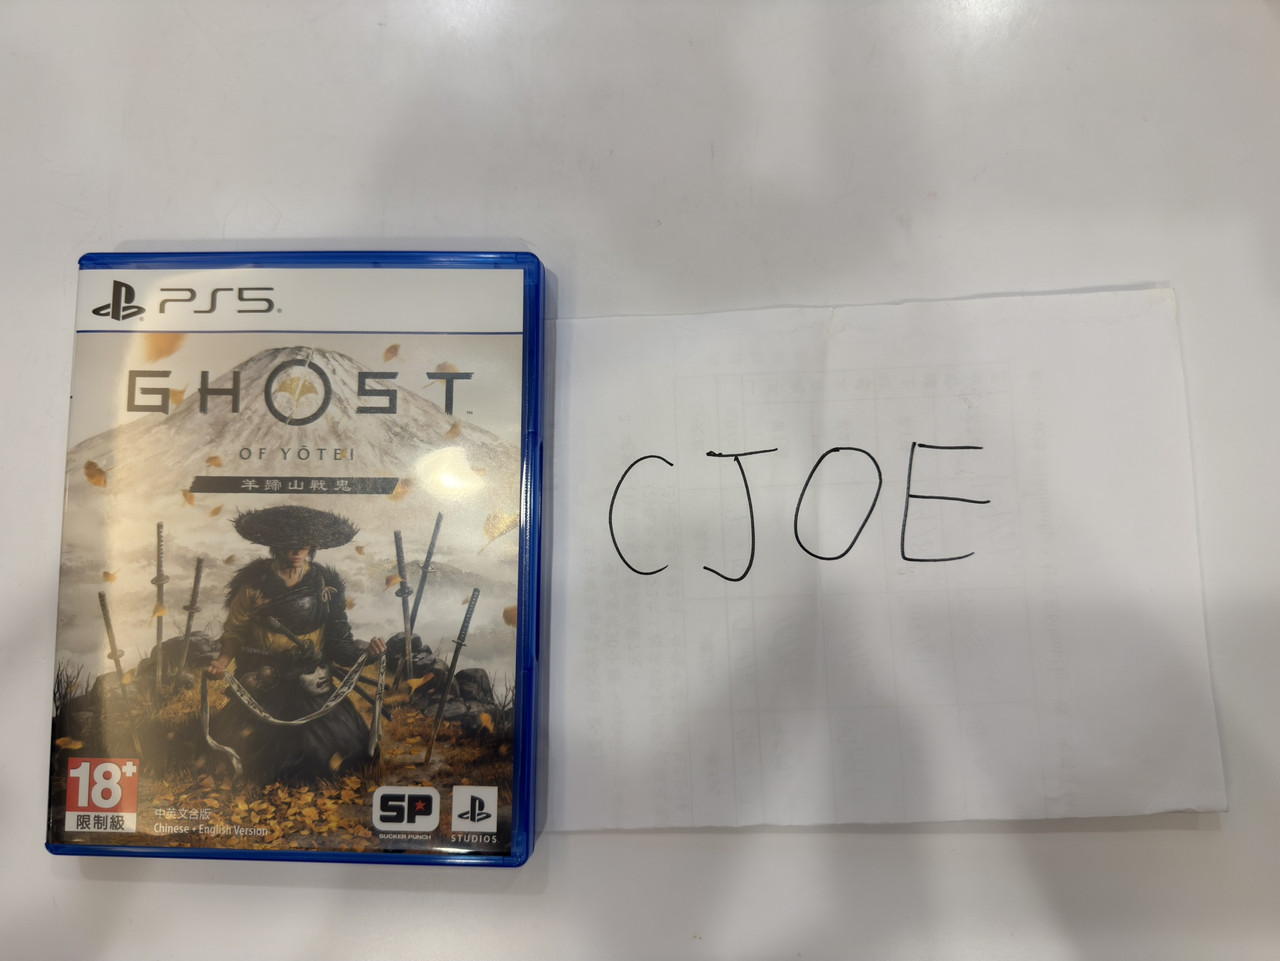 PS5
GHOST™
OF YŌTEI
羊蹄山戰鬼
18+
限制級
中英文合版
Chinese • English Version
SP
SUCKER PUNCH
STUDIOS
CJOE